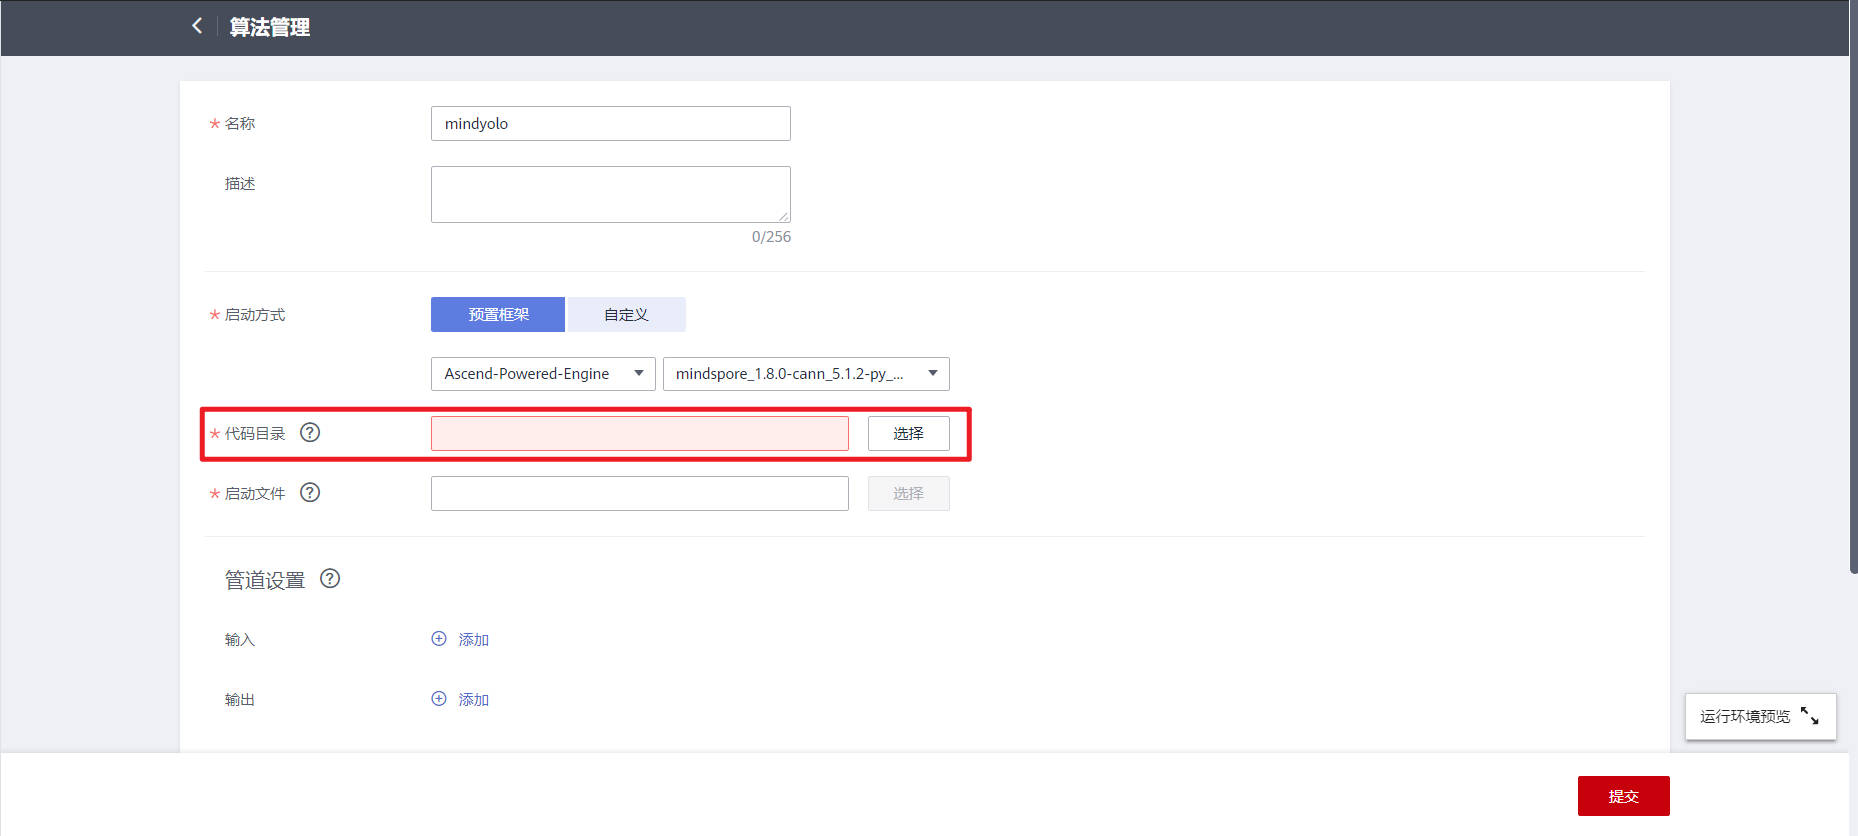 算法管理
* 名称 mindyolo
描述
0/256
* 启动方式 预置框架 自定义
Ascend-Powered-Engine mindspore_1.8.0-cann_5.1.2-py_...
* 代码目录 ? 选择
* 启动文件 ? 选择
管道设置 ?
输入 添加
输出 添加
运行环境预览
提交